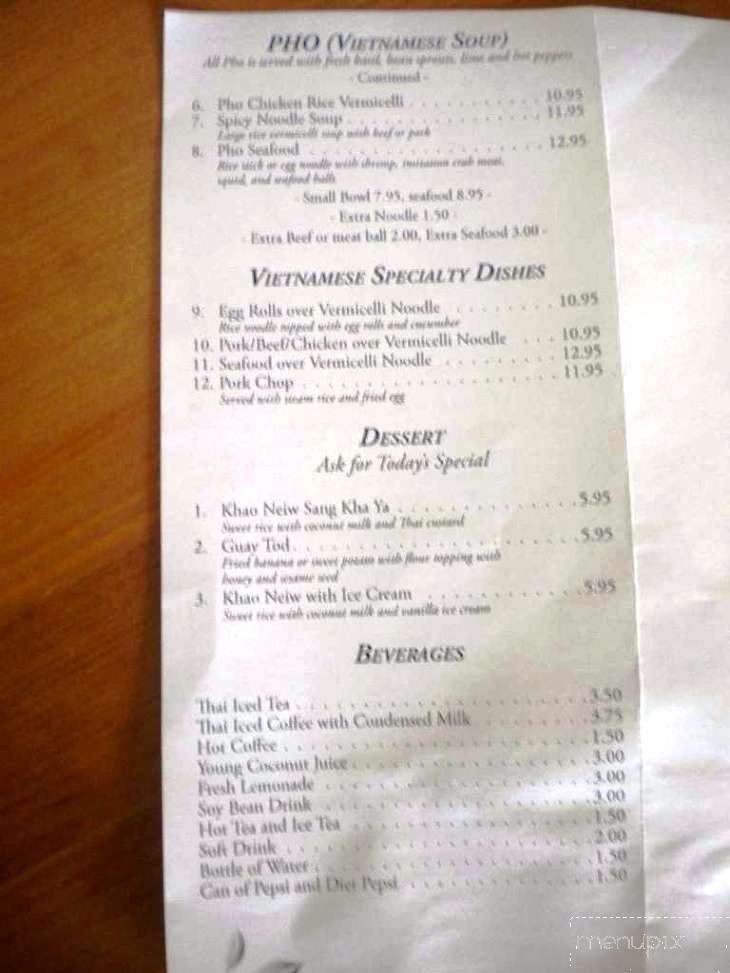 PHO (VIETNAMESE SOUP)
All Pho is served with fresh basil, bean sprouts, lime and hot peppers
- Continued -
6. Pho Chicken Rice Vermicelli . . . . . . . . . . . 10.95
7. Spicy Noodle Soup . . . . . . . . . . . . . . . . 11.95
Large rice vermicelli soup with beef or pork
8. Pho Seafood . . . . . . . . . . . . . . . . . . . 12.95
Rice stick or egg noodle with shrimp, imitation crab meat,
squid, and seafood balls
- Small Bowl 7.95, seafood 8.95 -
- Extra Noodle 1.50 -
- Extra Beef or meat ball 2.00, Extra Seafood 3.00 -
VIETNAMESE SPECIALTY DISHES
9. Egg Rolls over Vermicelli Noodle . . . . . . . . 10.95
Rice noodle topped with egg rolls and cucumber
10. Pork/Beef/Chicken over Vermicelli Noodle . . . 10.95
11. Seafood over Vermicelli Noodle . . . . . . . . 12.95
12. Pork Chop . . . . . . . . . . . . . . . . . . . 11.95
Served with steam rice and fried egg
DESSERT
Ask for Today's Special
1. Khao Neiw Sang Kha Ya . . . . . . . . . . . . . . 5.95
Sweet rice with coconut milk and Thai custard
2. Guay Tod . . . . . . . . . . . . . . . . . . . . . 5.95
Fried banana or sweet potato with flour topping with
honey and sesame seed
3. Khao Neiw with Ice Cream . . . . . . . . . . . . 5.95
Sweet rice with coconut milk and vanilla ice cream
BEVERAGES
Thai Iced Tea . . . . . . . . . . . . . . . . . . . . 3.50
Thai Iced Coffee with Condensed Milk . . . . . . . . 3.75
Hot Coffee . . . . . . . . . . . . . . . . . . . . . . 1.50
Young Coconut Juice . . . . . . . . . . . . . . . . . 3.00
Fresh Lemonade . . . . . . . . . . . . . . . . . . . . 3.00
Soy Bean Drink . . . . . . . . . . . . . . . . . . . . 3.00
Hot Tea and Ice Tea . . . . . . . . . . . . . . . . . 1.50
Soft Drink . . . . . . . . . . . . . . . . . . . . . . 2.00
Bottle of Water . . . . . . . . . . . . . . . . . . . 1.50
Can of Pepsi and Diet Pepsi . . . . . . . . . . . . . 1.50
menupix